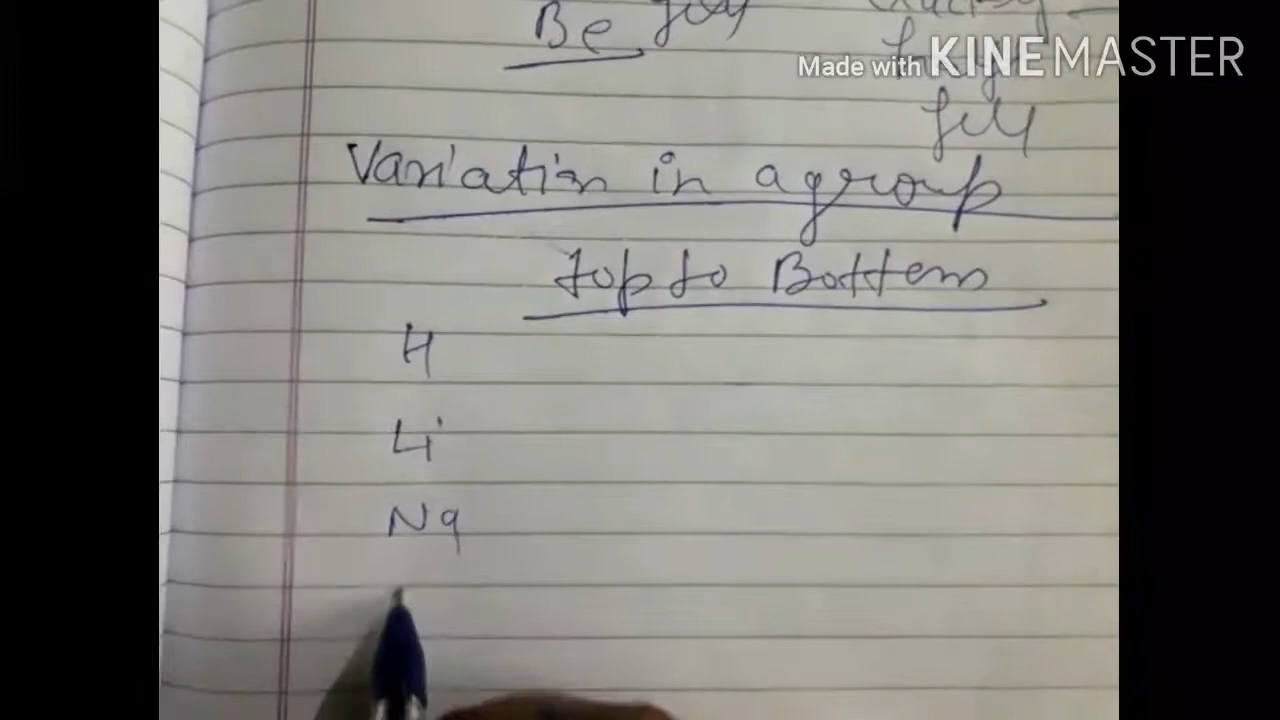 Be
Made with KINEMASTER
Variation in a group
top to Bottom
H
Li
Na